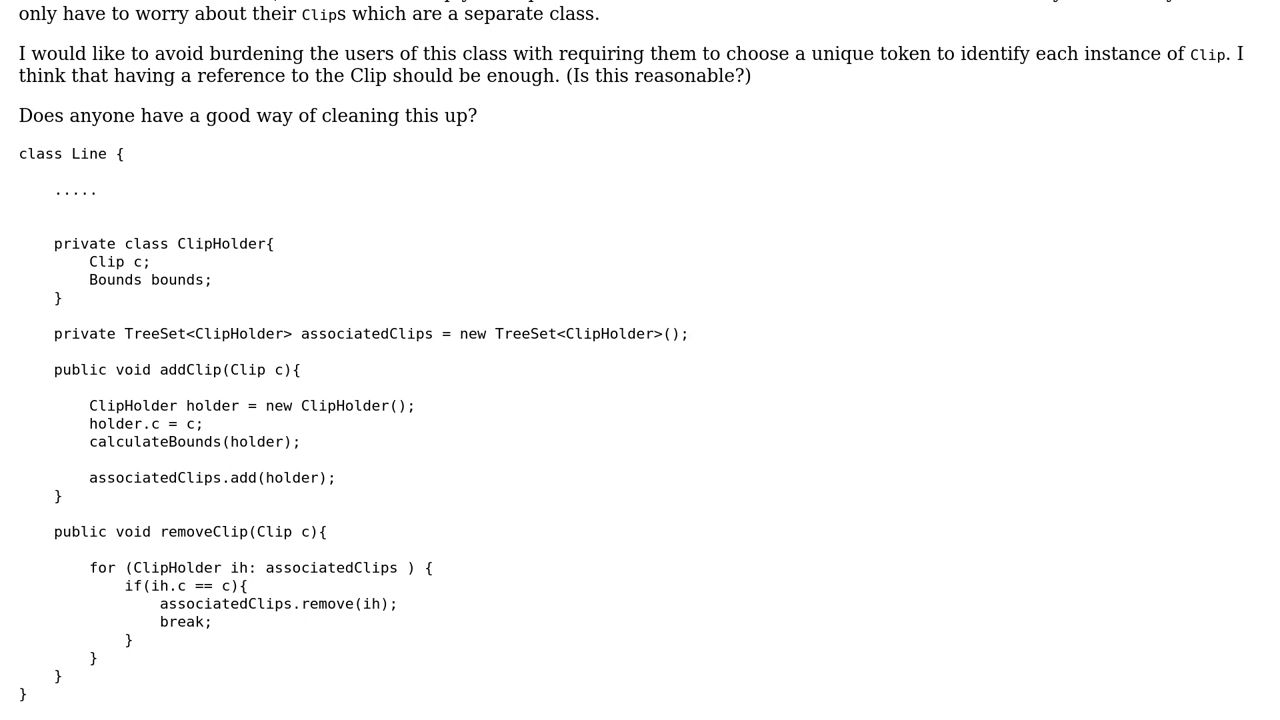 only have to worry about their Clips which are a separate class.
I would like to avoid burdening the users of this class with requiring them to choose a unique token to identify each instance of Clip. I
think that having a reference to the Clip should be enough. (Is this reasonable?)
Does anyone have a good way of cleaning this up?
class Line {
    .....
    private class ClipHolder{
        Clip c;
        Bounds bounds;
    }
    private TreeSet<ClipHolder> associatedClips = new TreeSet<ClipHolder>();
    public void addClip(Clip c){
        ClipHolder holder = new ClipHolder();
        holder.c = c;
        calculateBounds(holder);
        associatedClips.add(holder);
    }
    public void removeClip(Clip c){
        for (ClipHolder ih: associatedClips ) {
            if(ih.c == c){
                associatedClips.remove(ih);
                break;
            }
        }
    }
}